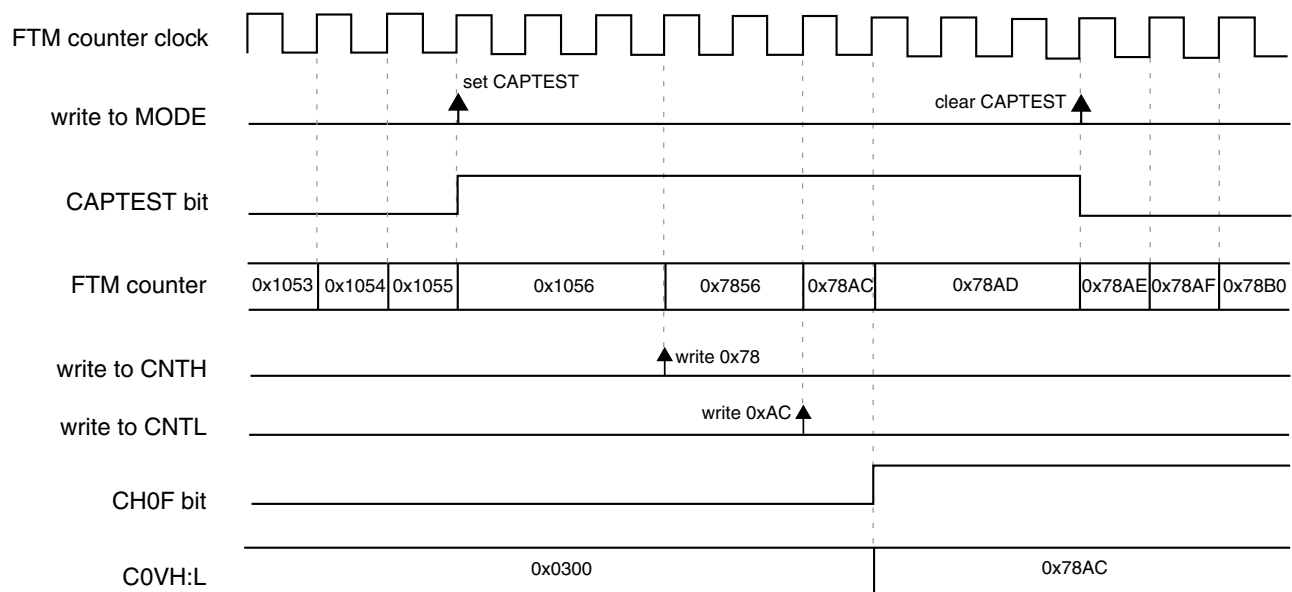 FTM counter clock
set CAPTEST
write to MODE
clear CAPTEST
CAPTEST bit
FTM counter
0x1053
0x1054
0x1055
0x1056
0x7856
0x78AC
0x78AD
0x78AE
0x78AF
0x78B0
write to CNTH
write 0x78
write to CNTL
write 0xAC
CH0F bit
C0VH:L
0x0300
0x78AC